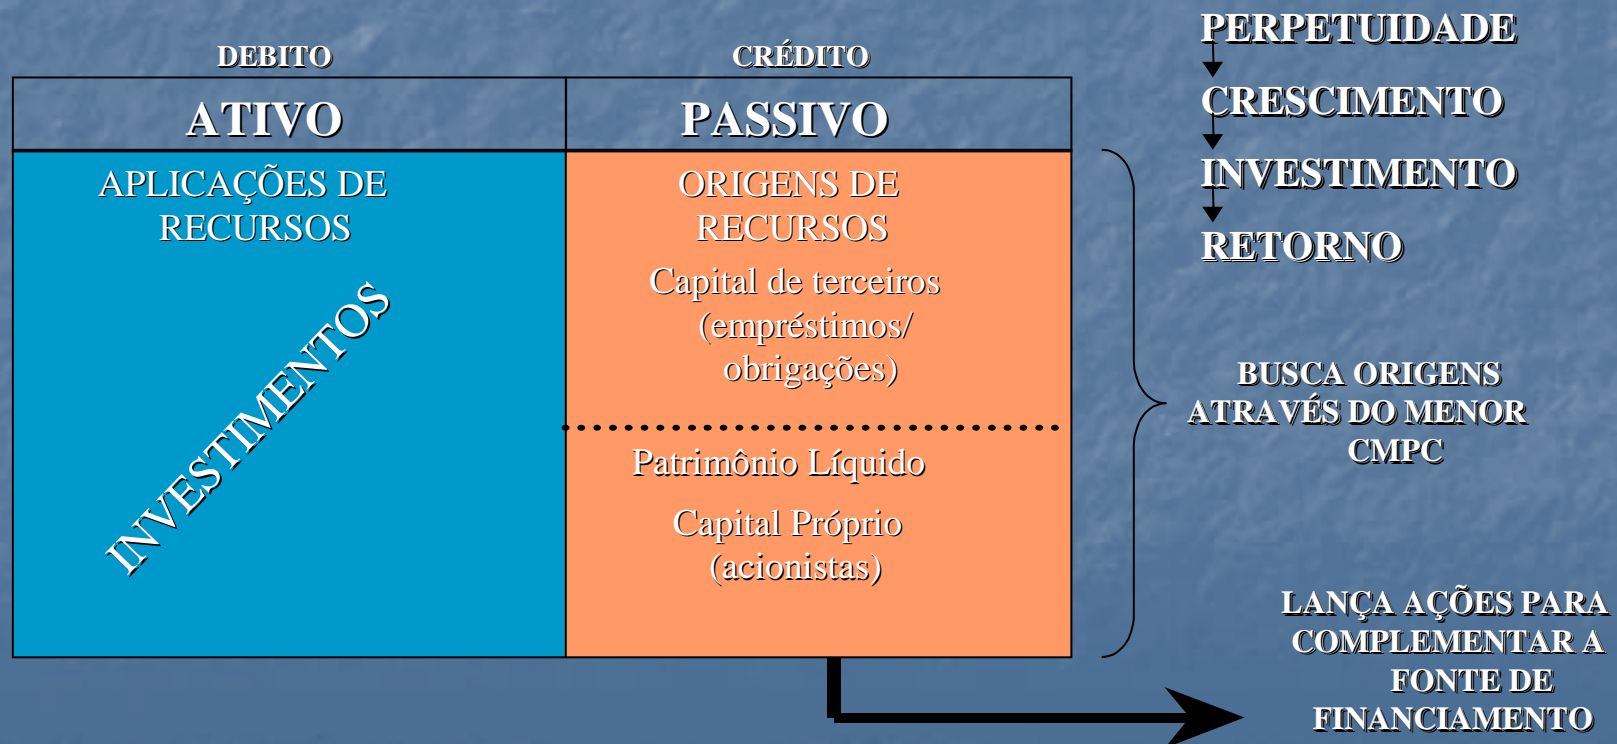 DEBITO
CRÉDITO
ATIVO
PASSIVO
APLICAÇÕES DE
RECURSOS
INVESTIMENTOS
ORIGENS DE
RECURSOS
Capital de terceiros
(empréstimos/
obrigações)
Patrimônio Líquido
Capital Próprio
(acionistas)
PERPETUIDADE
CRESCIMENTO
INVESTIMENTO
RETORNO
BUSCA ORIGENS
ATRAVÉS DO MENOR
CMPC
LANÇA AÇÕES PARA
COMPLEMENTAR A
FONTE DE
FINANCIAMENTO